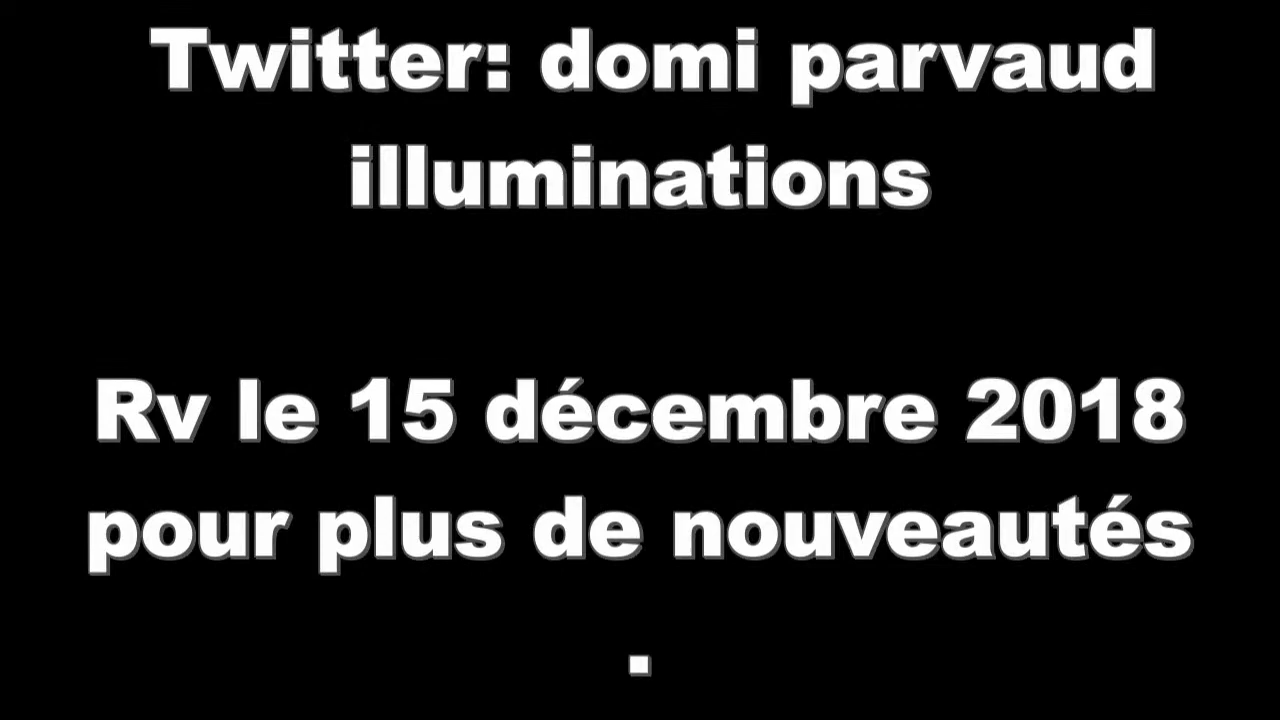 Twitter: domi parvaud
illuminations
Rv le 15 décembre 2018
pour plus de nouveautés
.